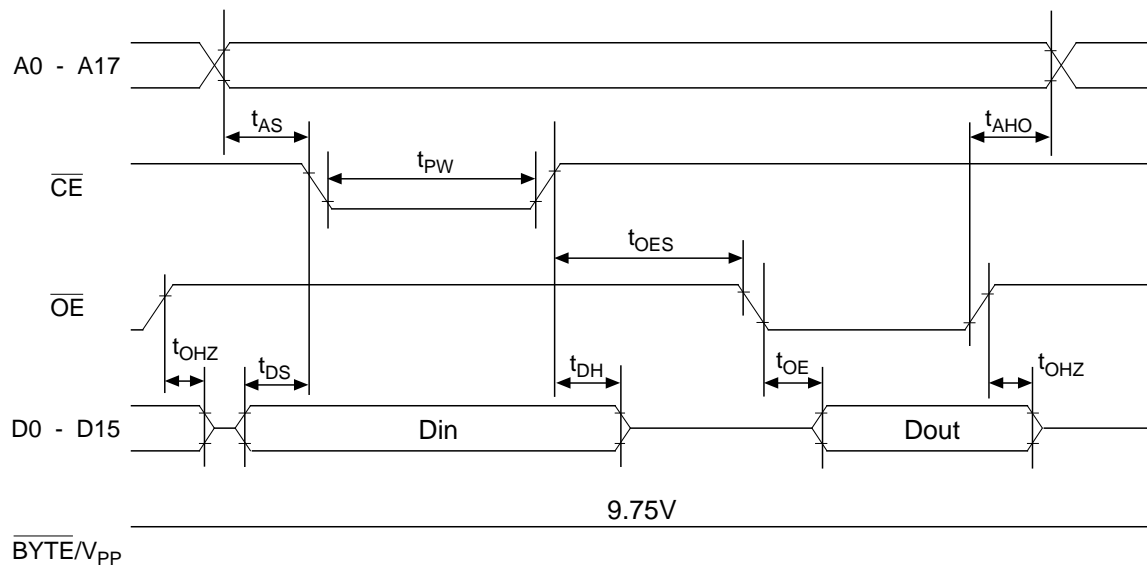 A0 - A17
tAS
tAHO
tPW
CE
tOES
OE
tOHZ
tDS
tDH
tOE
tOHZ
D0 - D15
Din
Dout
9.75V
BYTE/VPP